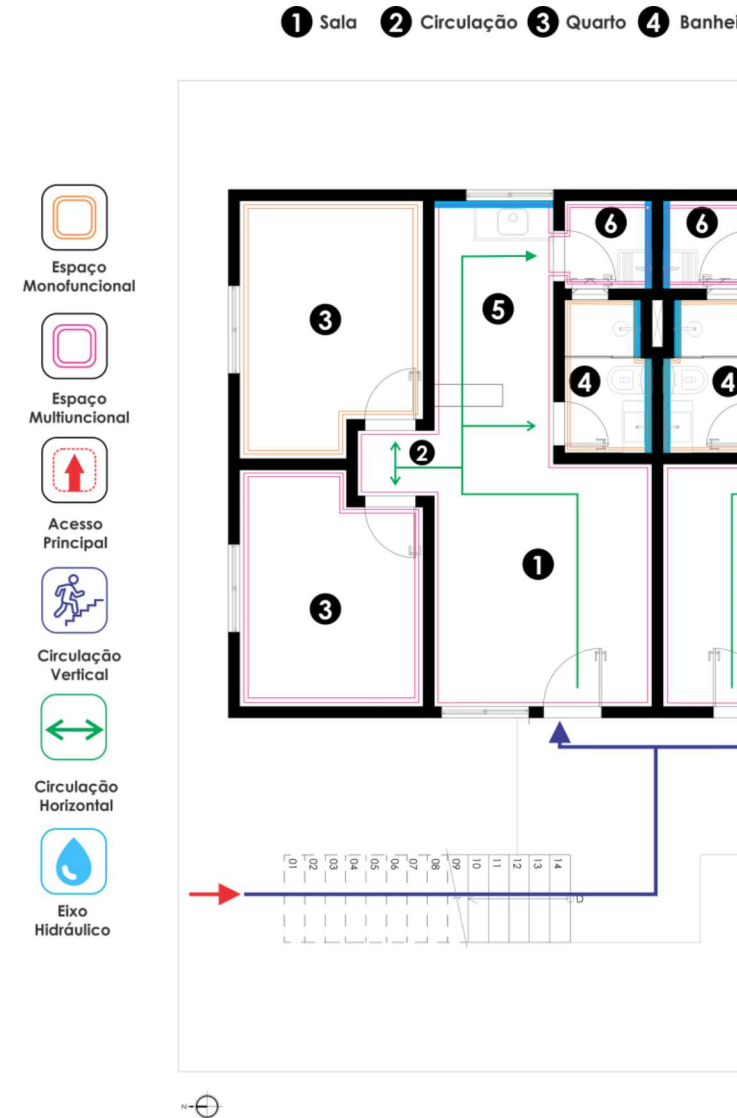 1 Sala 2 Circulação 3 Quarto 4 Banhei
Espaço
Monofuncional
Espaço
Multiuncional
Acesso
Principal
Circulação
Vertical
Circulação
Horizontal
Eixo
Hidráulico
6 6
3
5
4 4
2
1
3
01 02 03 04 05 06 07 08 09 10 11 12 13 14
D
N